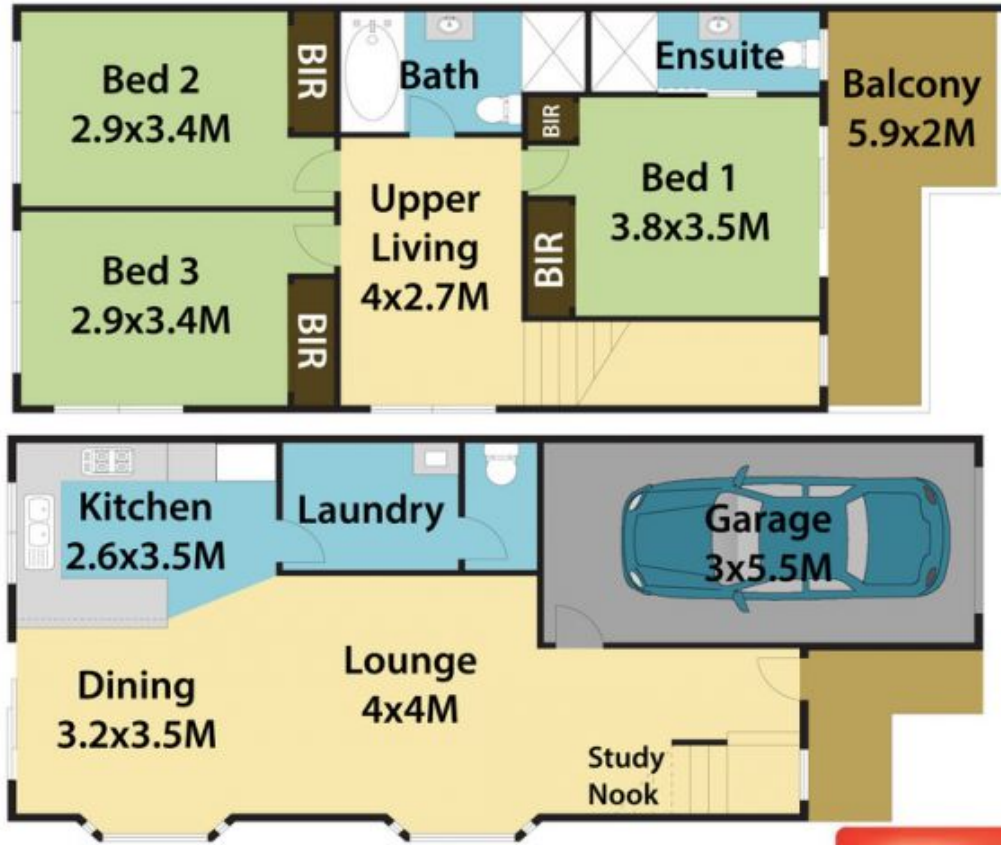 Bed 2
2.9x3.4M
BIR
Bath
Ensuite
Balcony
5.9x2M
BIR
Bed 1
3.8x3.5M
Upper
Living
4x2.7M
BIR
Bed 3
2.9x3.4M
BIR
Kitchen
2.6x3.5M
Laundry
Garage
3x5.5M
Dining
3.2x3.5M
Lounge
4x4M
Study
Nook